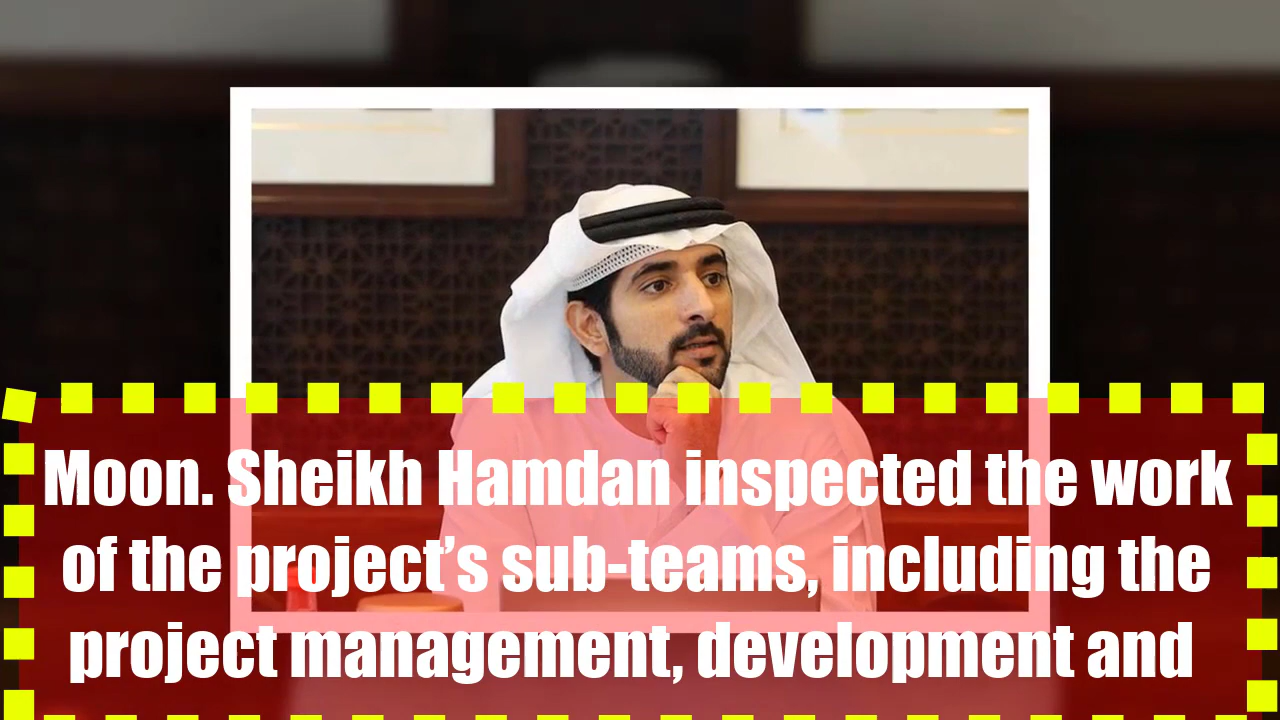 Moon. Sheikh Hamdan inspected the work
of the project’s sub-teams, including the
project management, development and